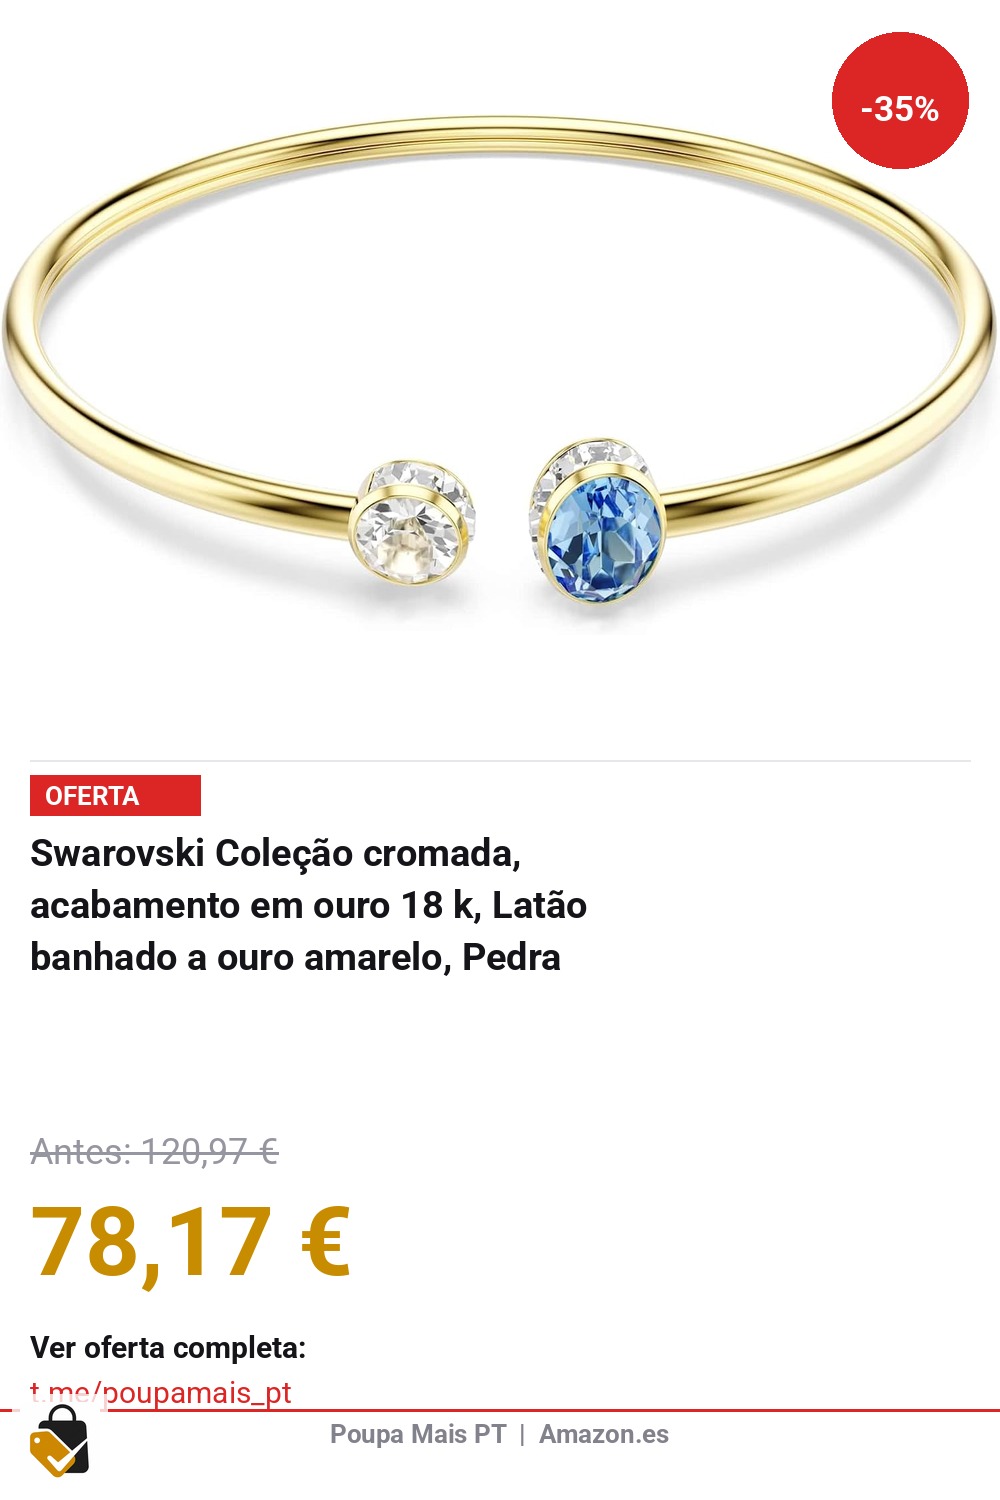 -35%
OFERTA
Swarovski Coleção cromada,
acabamento em ouro 18 k, Latão
banhado a ouro amarelo, Pedra
Antes: 120,97 €
78,17 €
Ver oferta completa:
t.me/poupamais_pt
Poupa Mais PT | Amazon.es